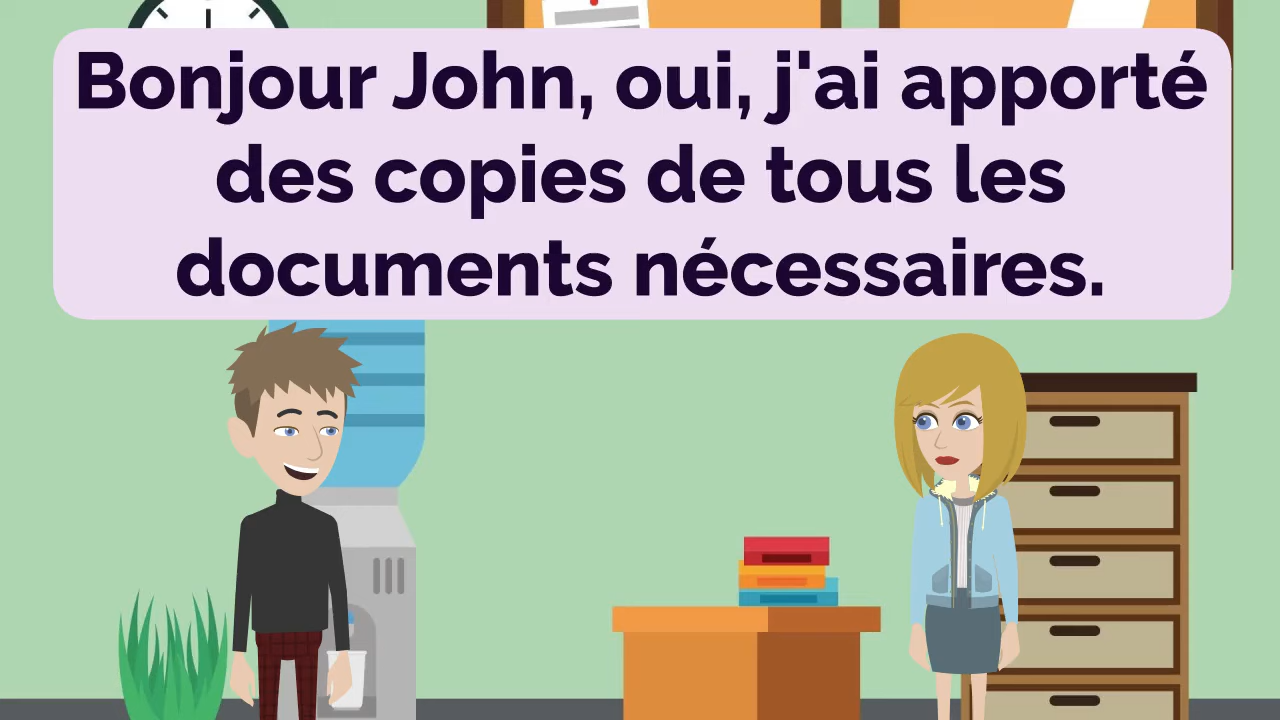 Bonjour John, oui, j'ai apporté
des copies de tous les
documents nécessaires.